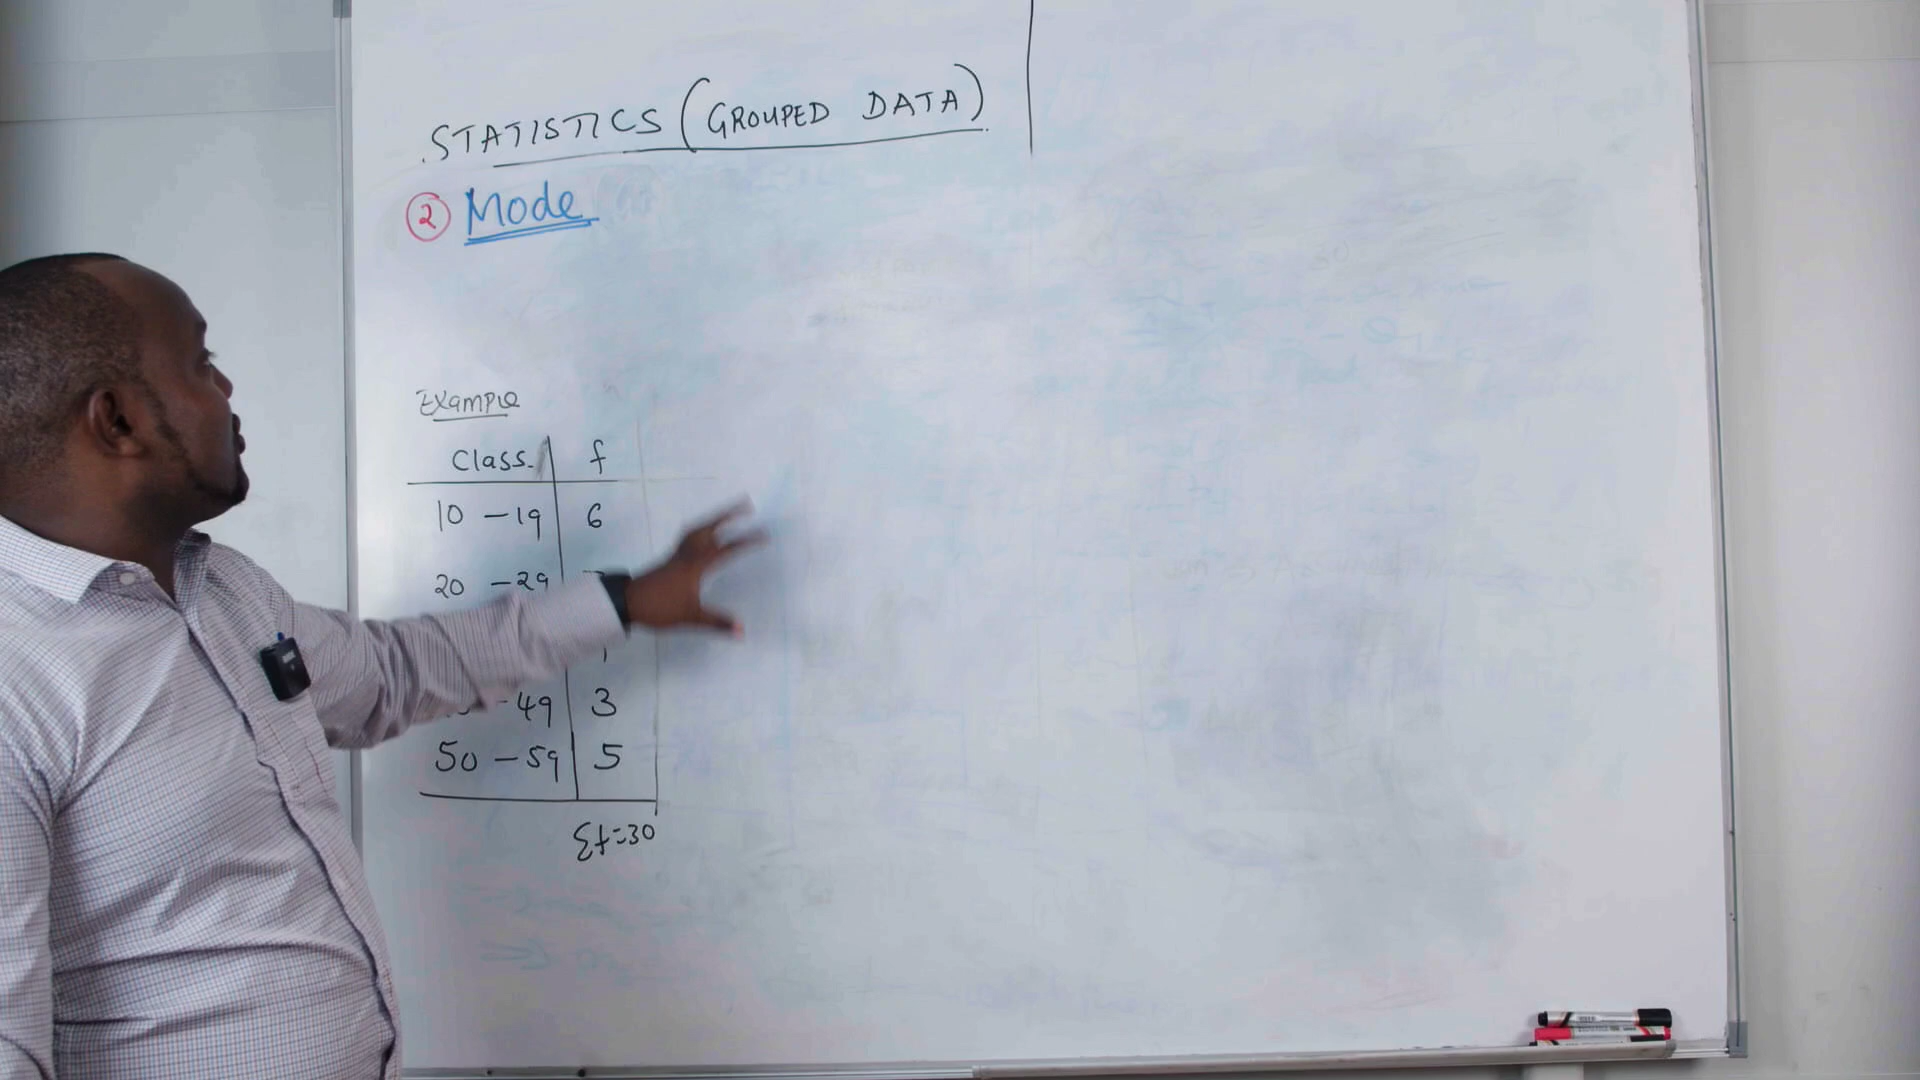 STATISTICS (GROUPED DATA)
2 Mode
Example
Class f
10 - 19 6
20 - 29
- 49 3
50 - 59 5
Σf=30